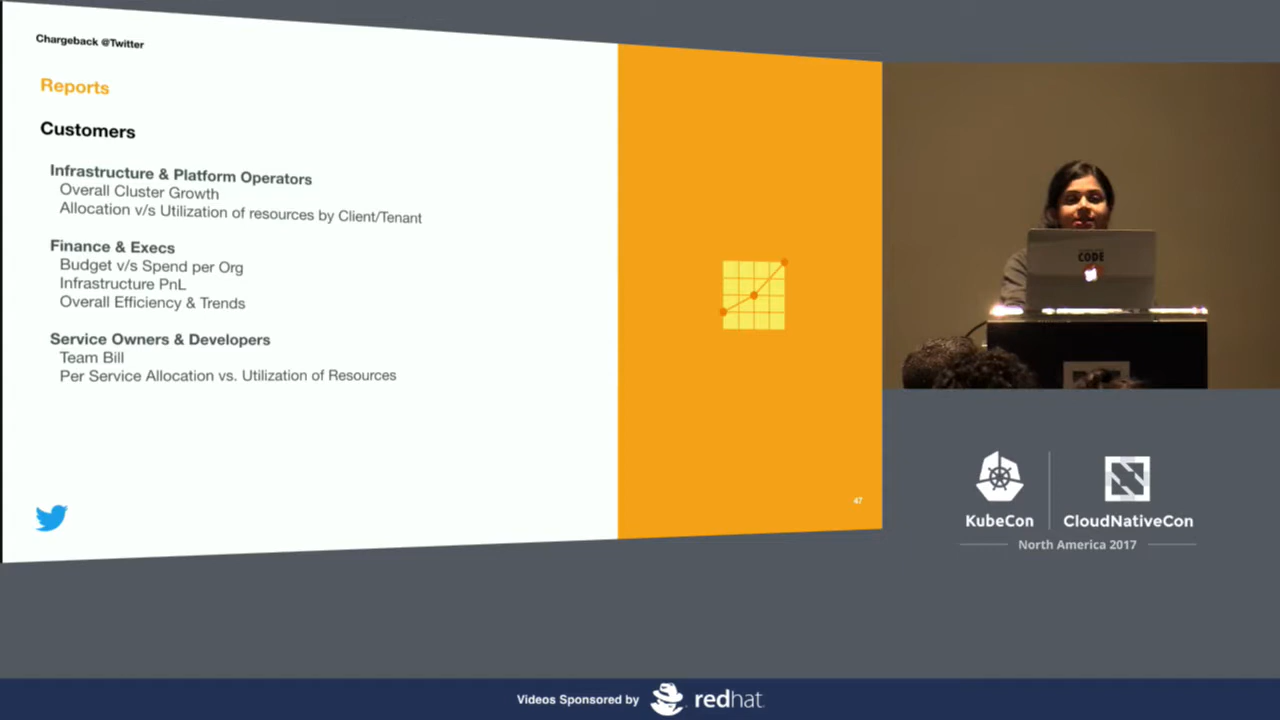 Chargeback @Twitter
Reports
Customers
Infrastructure & Platform Operators
Overall Cluster Growth
Allocation v/s Utilization of resources by Client/Tenant
Finance & Execs
Budget v/s Spend per Org
Infrastructure PnL
Overall Efficiency & Trends
Service Owners & Developers
Team Bill
Per Service Allocation vs. Utilization of Resources
47
CODE
KubeCon
CloudNativeCon
North America 2017
Videos Sponsored by
redhat